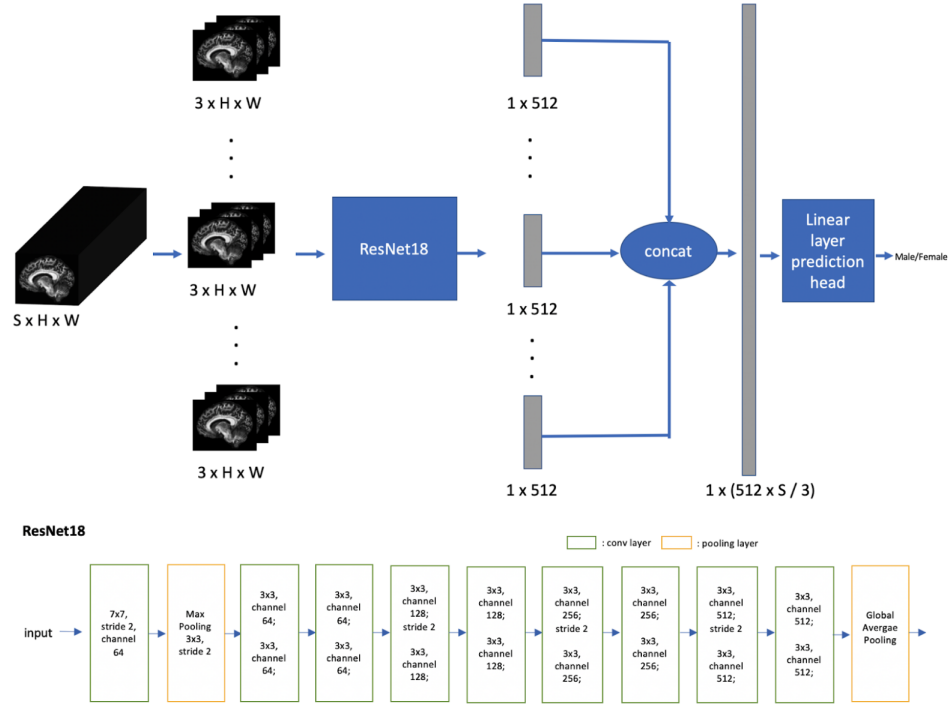 3 x H x W
1 x 512
S x H x W
3 x H x W
ResNet18
1 x 512
concat
Linear
layer
prediction
head
Male/Female
3 x H x W
1 x 512
1 x (512 x S / 3)
ResNet18
: conv layer
: pooling layer
input
7x7,
stride 2,
channel
64
Max
Pooling
3x3,
stride 2
3x3,
channel
64;
3x3,
channel
64;
3x3,
channel
64;
3x3,
channel
64;
3x3,
channel
128;
stride 2
3x3,
channel
128;
3x3,
channel
128;
3x3,
channel
128;
3x3,
channel
256;
stride 2
3x3,
channel
256;
3x3,
channel
256;
3x3,
channel
256;
3x3,
channel
512;
stride 2
3x3,
channel
512;
3x3,
channel
512;
3x3,
channel
512;
Global
Avergae
Pooling